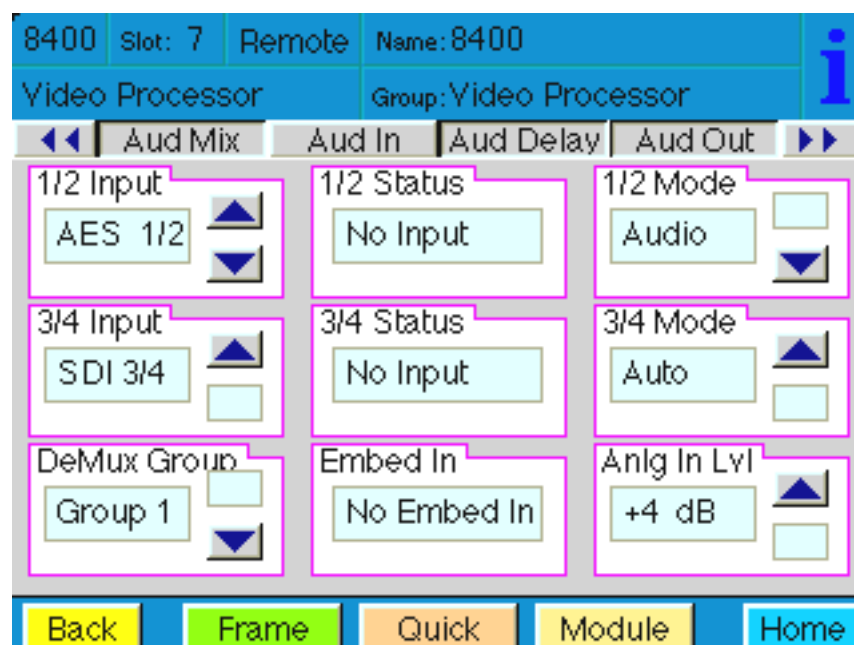 8400 Slot: 7 Remote Name: 8400
Video Processor Group: Video Processor
i
Aud Mix Aud In Aud Delay Aud Out
1/2 Input 1/2 Status 1/2 Mode
AES 1/2 No Input Audio
3/4 Input 3/4 Status 3/4 Mode
SDI 3/4 No Input Auto
DeMux Group Embed In Anlg In Lvl
Group 1 No Embed In +4 dB
Back Frame Quick Module Home